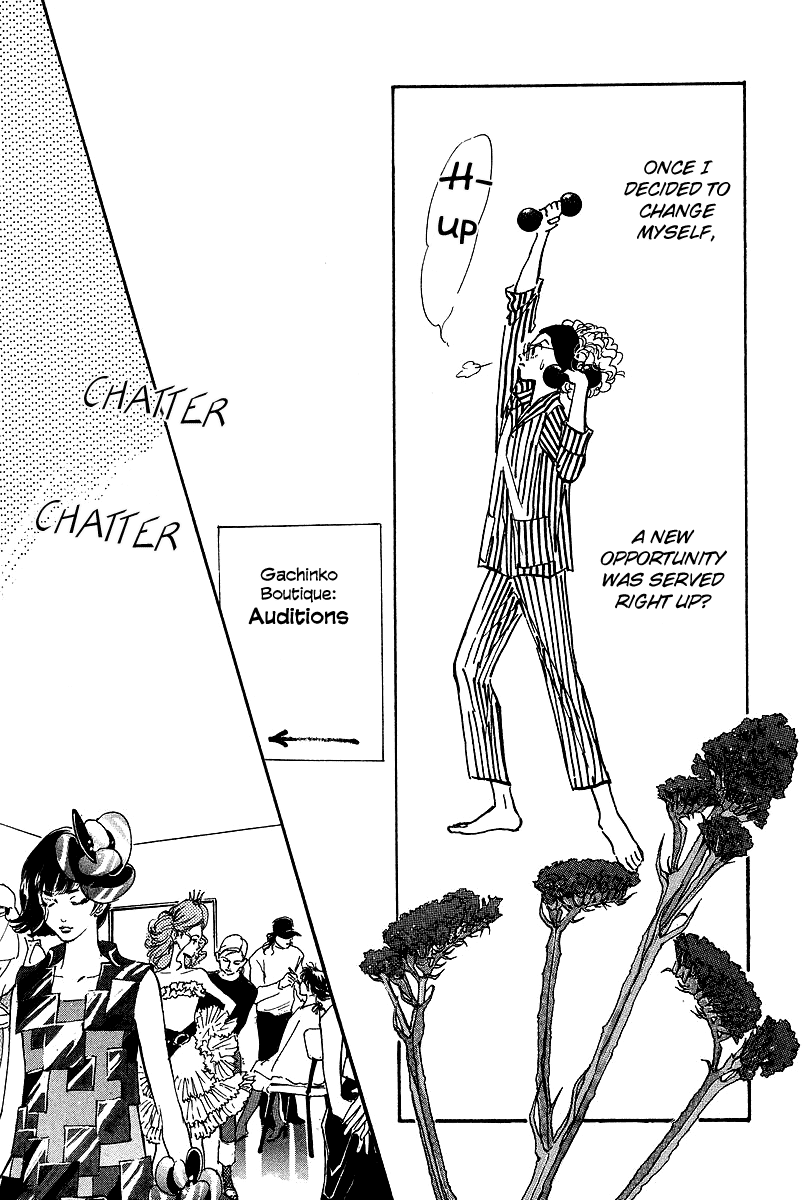 ONCE I
DECIDED TO
CHANGE
MYSELF,
H-
up
A NEW
OPPORTUNITY
WAS SERVED
RIGHT UP?
Gachinko
Boutique:
Auditions
CHATTER
CHATTER